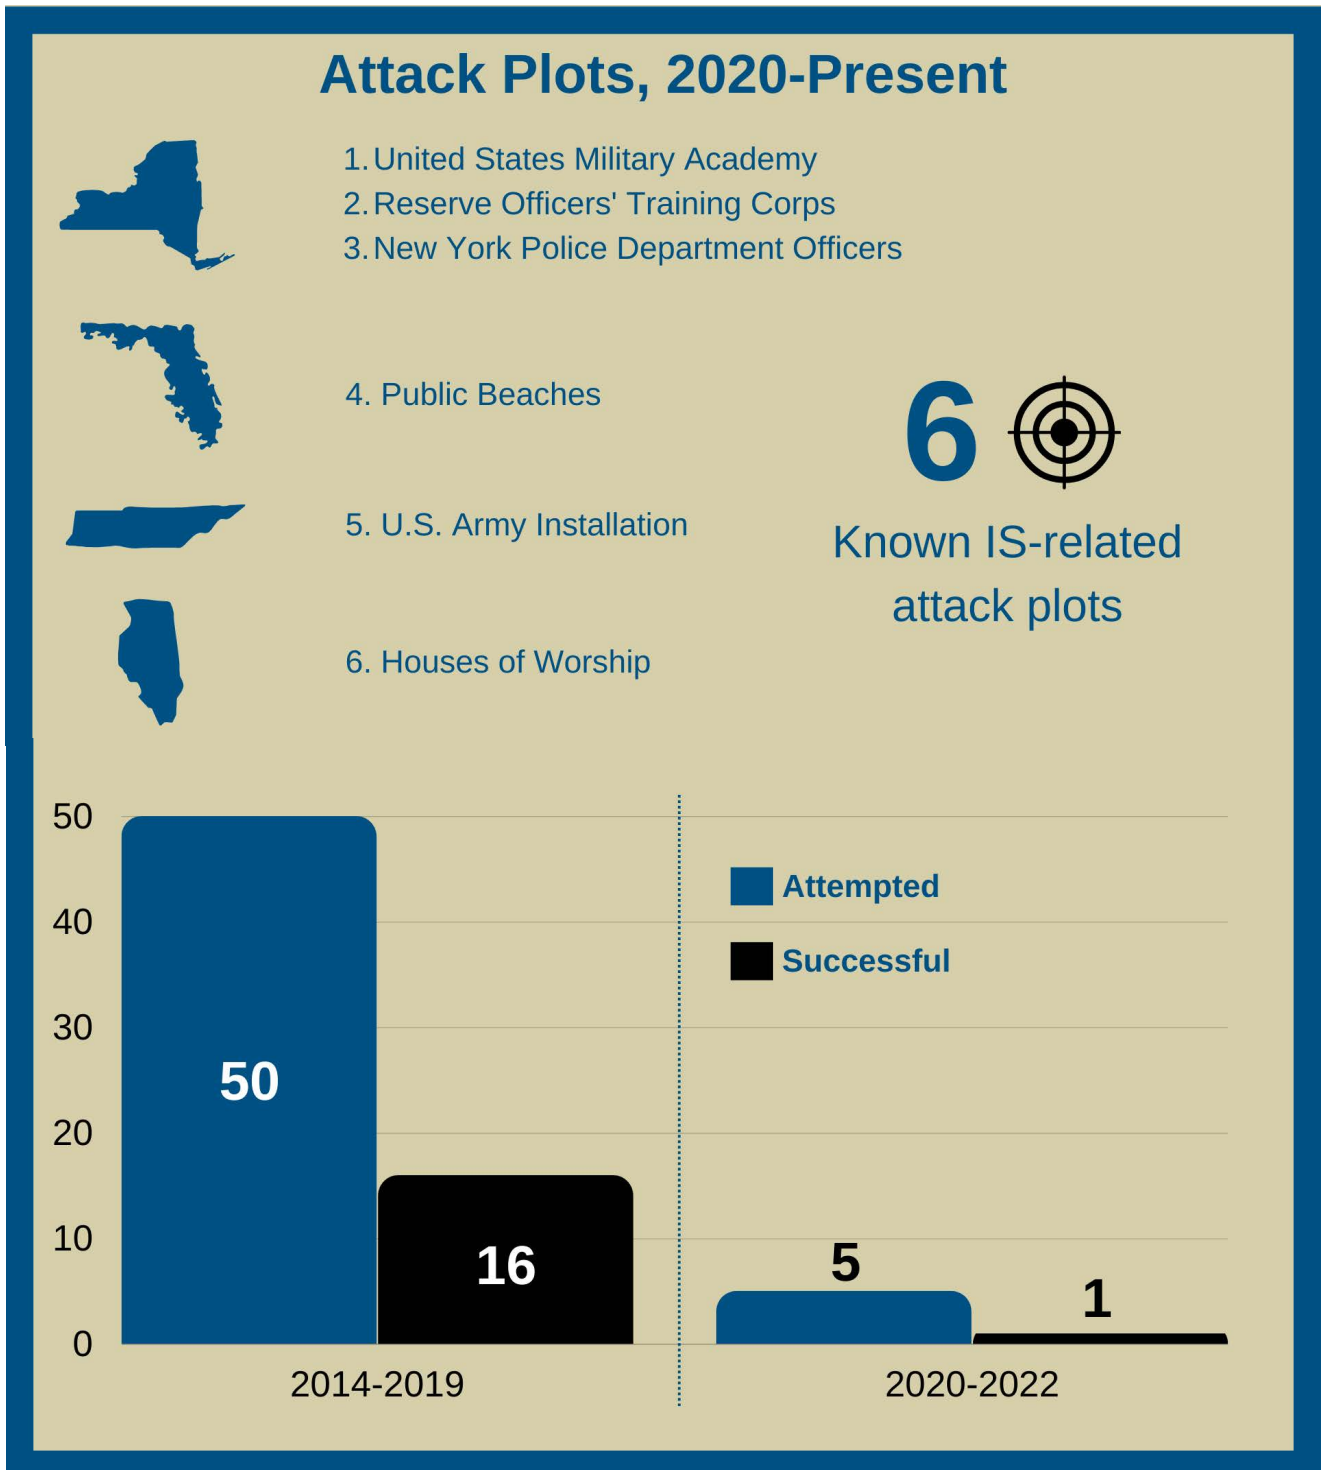 Attack Plots, 2020-Present
1. United States Military Academy
2. Reserve Officers' Training Corps
3. New York Police Department Officers
4. Public Beaches
5. U.S. Army Installation
6. Houses of Worship
6
Known IS-related
attack plots
50
40
30
20
10
0
Attempted
Successful
50
16
5
1
2014-2019
2020-2022